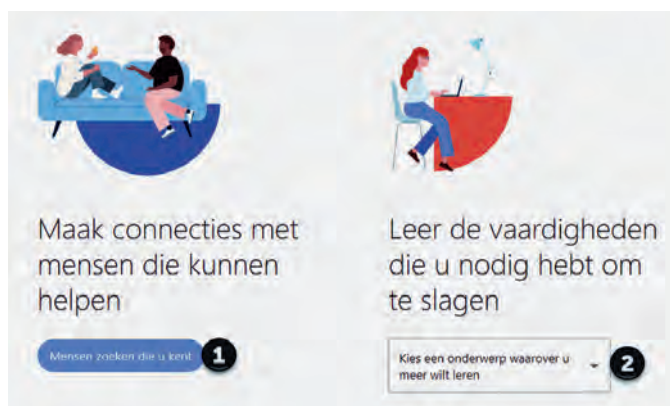 Maak connecties met
mensen die kunnen
helpen
Mensen zoeken die u kent
1
Leer de vaardigheden
die u nodig hebt om
te slagen
Kies een onderwerp waarover u
meer wilt leren
2